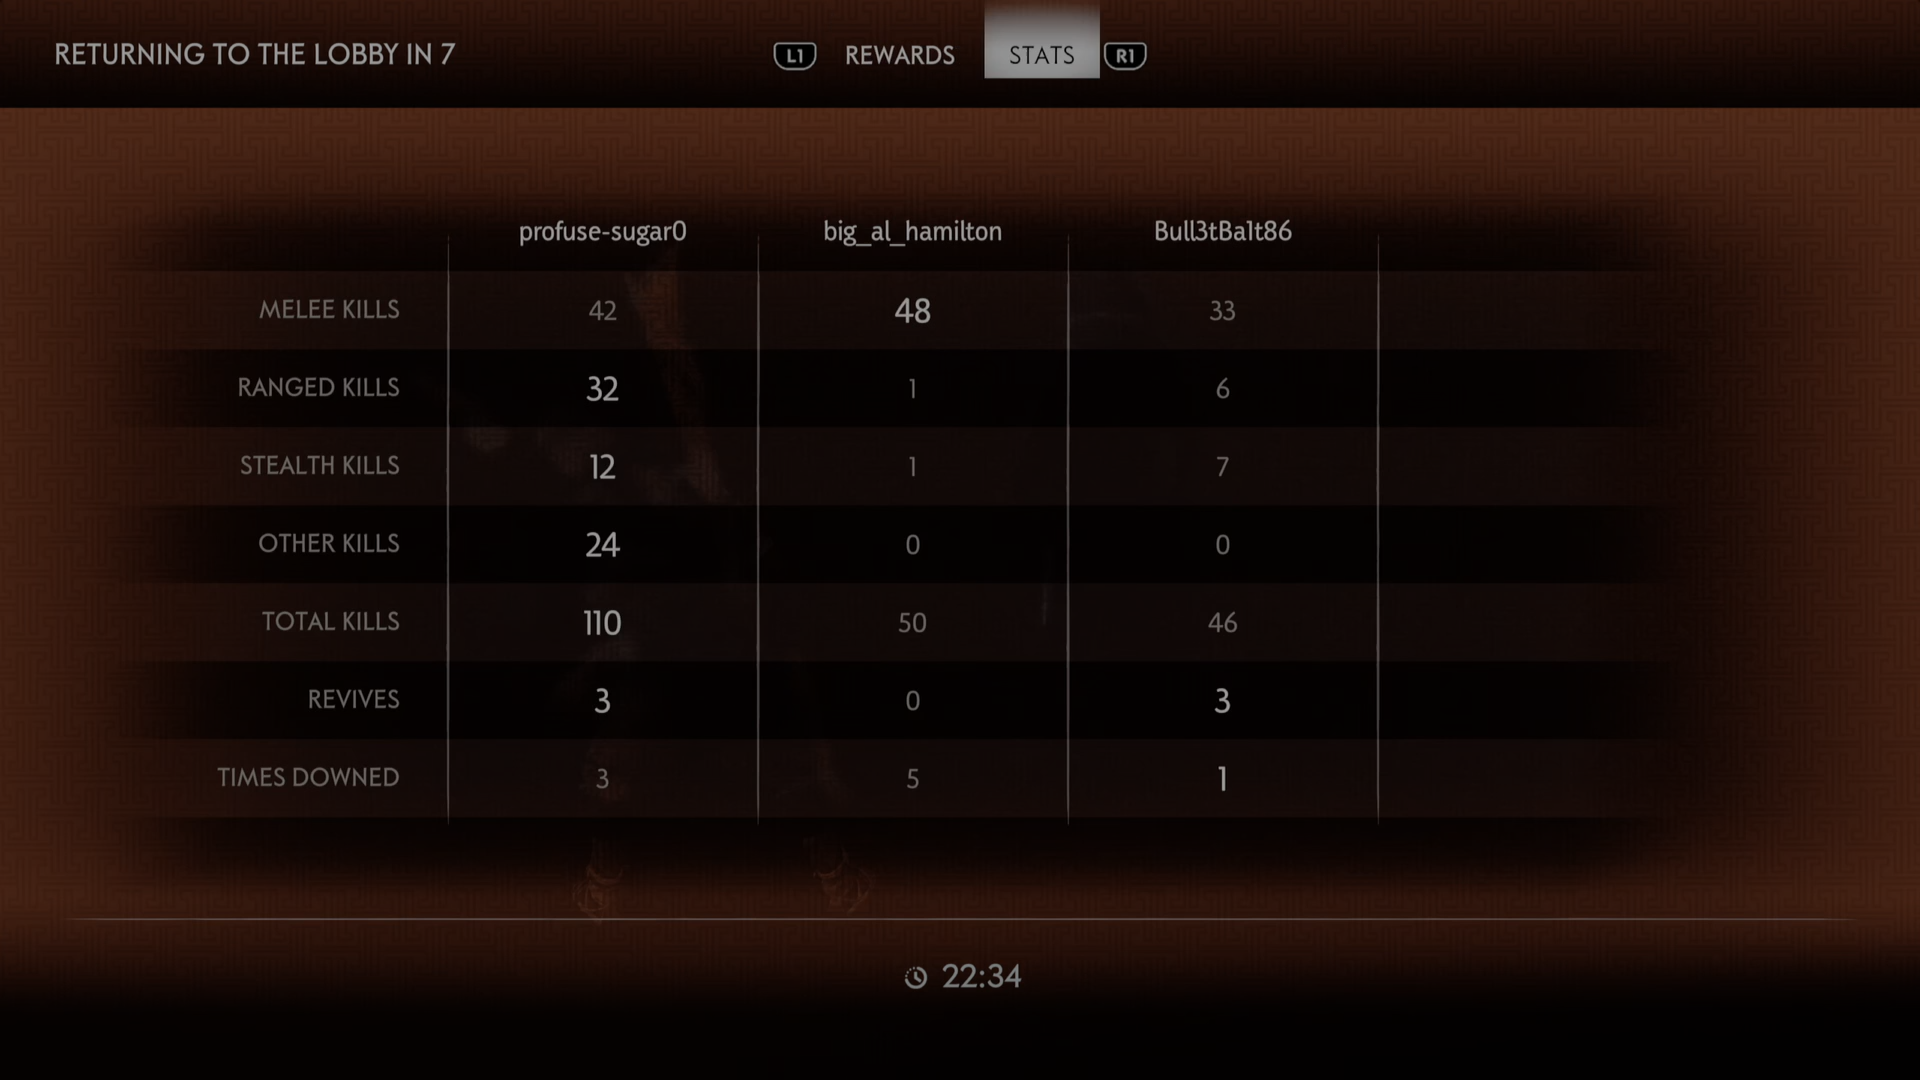 RETURNING TO THE LOBBY IN 7
L1 REWARDS STATS R1
profuse-sugar0 big_al_hamilton Bull3tBa1t86
MELEE KILLS 42 48 33
RANGED KILLS 32 1 6
STEALTH KILLS 12 1 7
OTHER KILLS 24 0 0
TOTAL KILLS 110 50 46
REVIVES 3 0 3
TIMES DOWNED 3 5 1
22:34